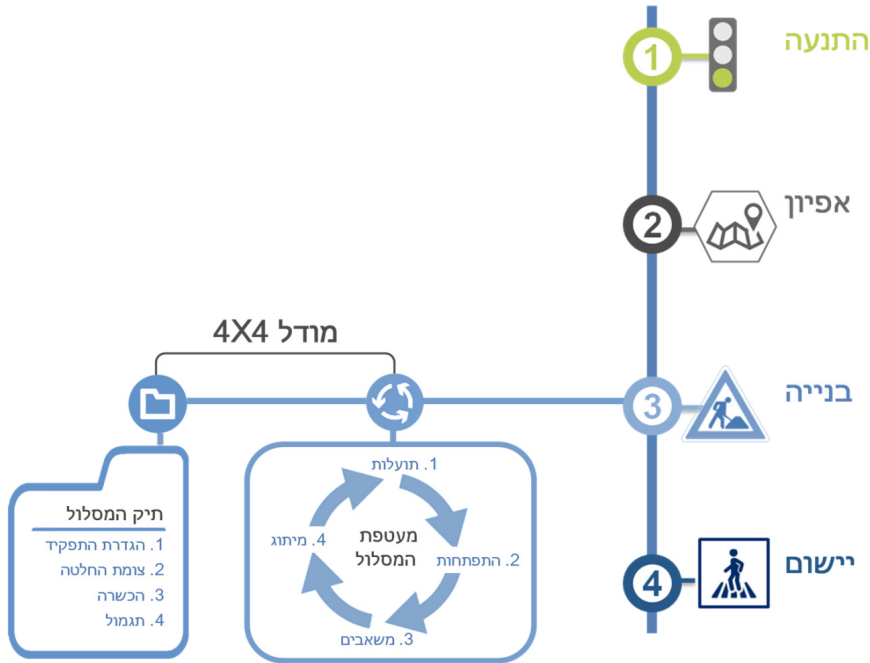 1
התנעה
2
אפיון
3
בנייה
4
יישום
מודל 4X4
מעטפת
המסלול
1. תועלות
2. התפתחות
3. משאבים
4. מיתוג
תיק המסלול
1. הגדרת התפקיד
2. צומת החלטה
3. הכשרה
4. תגמול